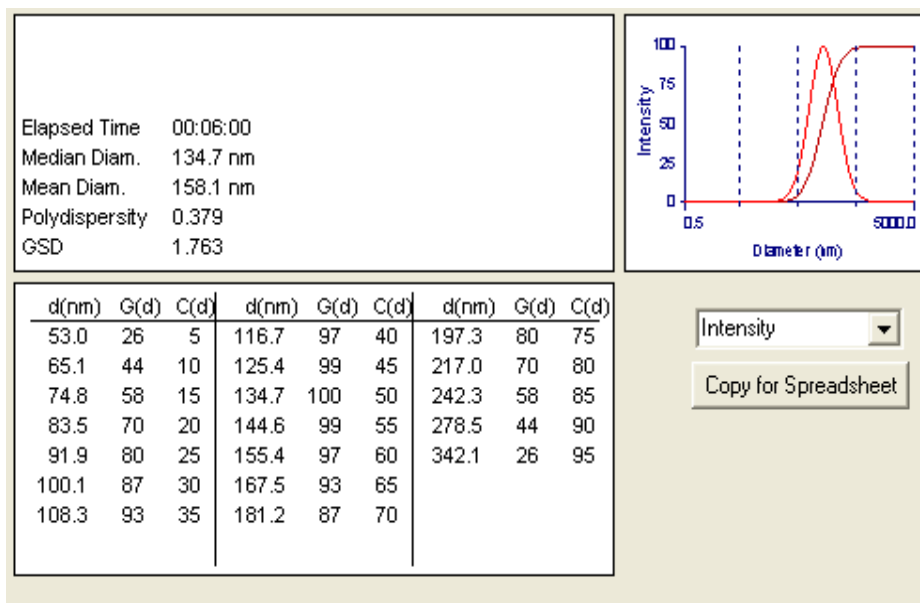 Elapsed Time 00:06:00
Median Diam. 134.7 nm
Mean Diam. 158.1 nm
Polydispersity 0.379
GSD 1.763
100
75
50
25
0
Intensity
0.5 5000.0
Diameter (nm)
d(nm) G(d) C(d) d(nm) G(d) C(d) d(nm) G(d) C(d)
53.0 26 5 116.7 97 40 197.3 80 75
65.1 44 10 125.4 99 45 217.0 70 80
74.8 58 15 134.7 100 50 242.3 58 85
83.5 70 20 144.6 99 55 278.5 44 90
91.9 80 25 155.4 97 60 342.1 26 95
100.1 87 30 167.5 93 65
108.3 93 35 181.2 87 70
Intensity
Copy for Spreadsheet